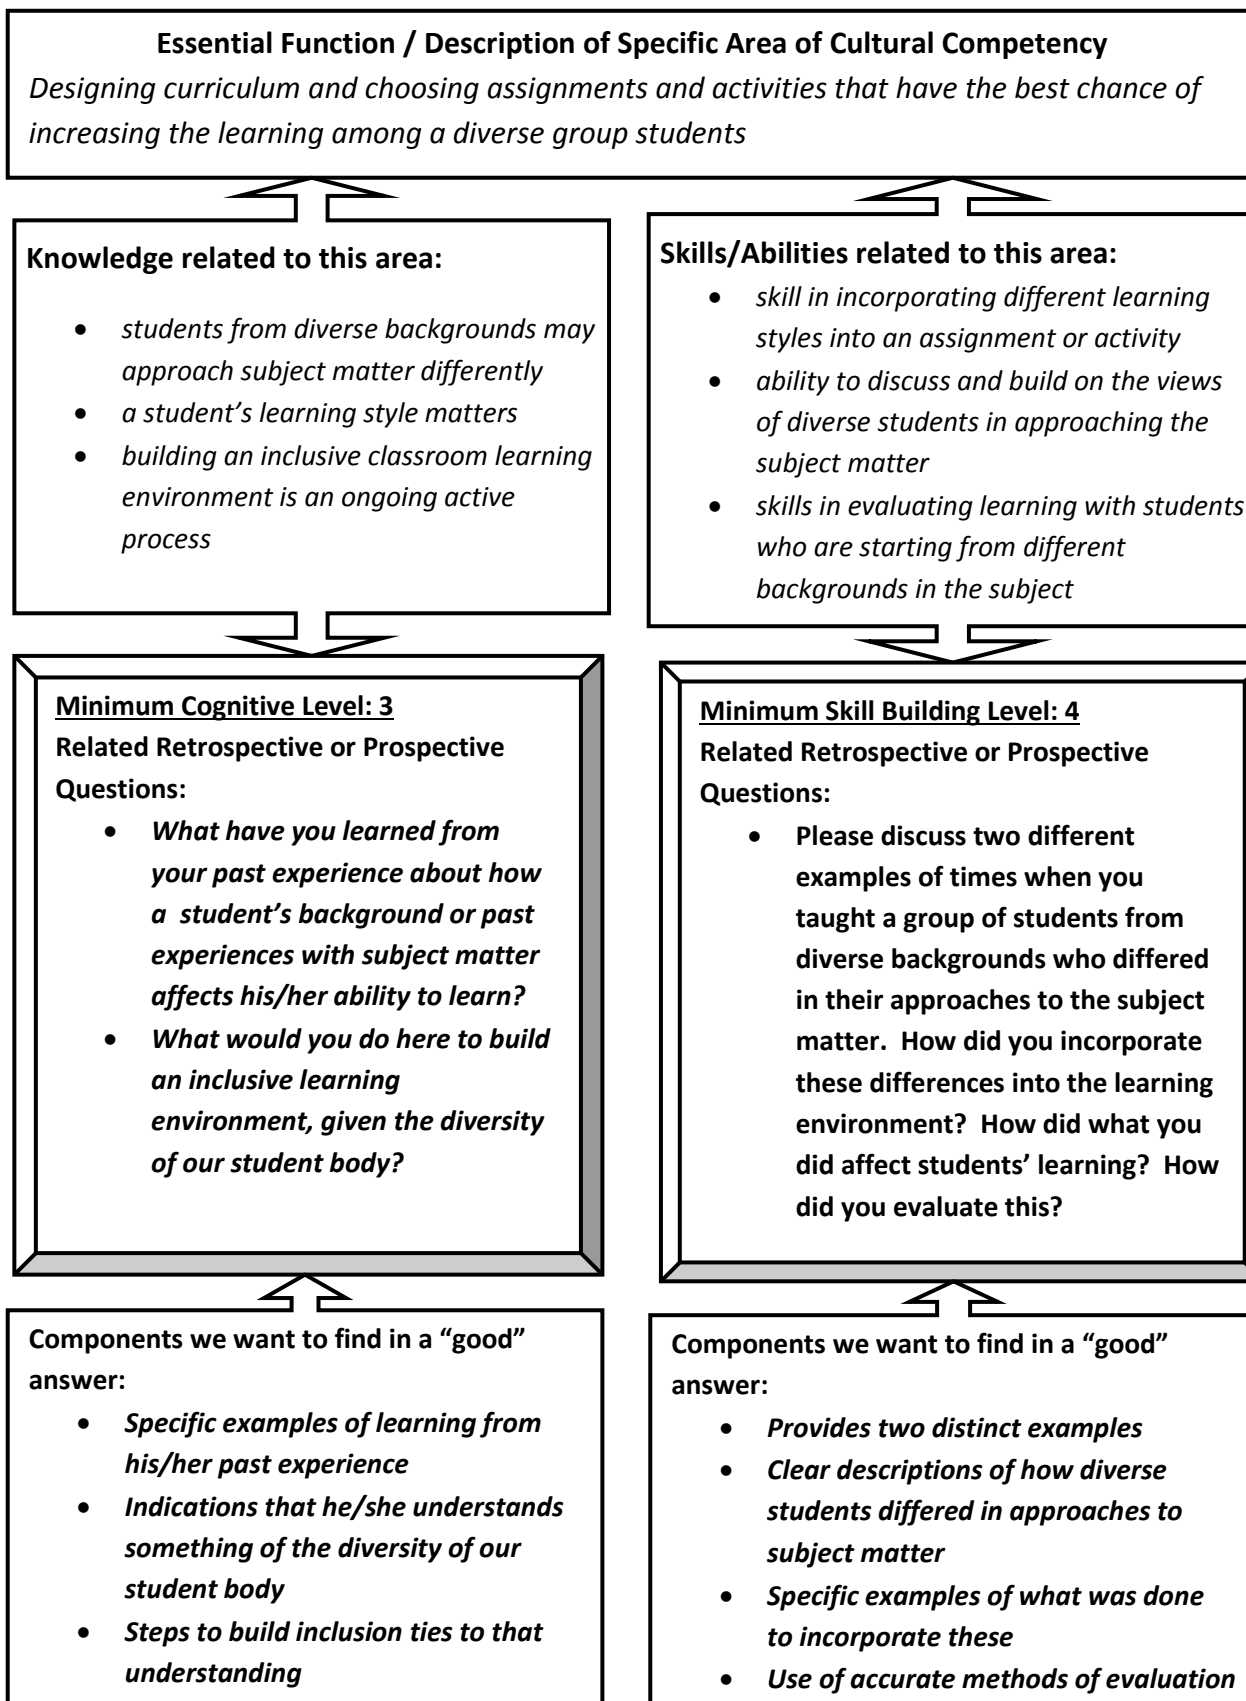 Essential Function / Description of Specific Area of Cultural Competency
Designing curriculum and choosing assignments and activities that have the best chance of
increasing the learning among a diverse group students
Knowledge related to this area:
• students from diverse backgrounds may
approach subject matter differently
• a student’s learning style matters
• building an inclusive classroom learning
environment is an ongoing active
process
Skills/Abilities related to this area:
• skill in incorporating different learning
styles into an assignment or activity
• ability to discuss and build on the views
of diverse students in approaching the
subject matter
• skills in evaluating learning with students
who are starting from different
backgrounds in the subject
Minimum Cognitive Level: 3
Related Retrospective or Prospective
Questions:
• What have you learned from
your past experience about how
a student’s background or past
experiences with subject matter
affects his/her ability to learn?
• What would you do here to build
an inclusive learning
environment, given the diversity
of our student body?
Minimum Skill Building Level: 4
Related Retrospective or Prospective
Questions:
• Please discuss two different
examples of times when you
taught a group of students from
diverse backgrounds who differed
in their approaches to the subject
matter. How did you incorporate
these differences into the learning
environment? How did what you
did affect students’ learning? How
did you evaluate this?
Components we want to find in a “good”
answer:
• Specific examples of learning from
his/her past experience
• Indications that he/she understands
something of the diversity of our
student body
• Steps to build inclusion ties to that
understanding
Components we want to find in a “good”
answer:
• Provides two distinct examples
• Clear descriptions of how diverse
students differed in approaches to
subject matter
• Specific examples of what was done
to incorporate these
• Use of accurate methods of evaluation